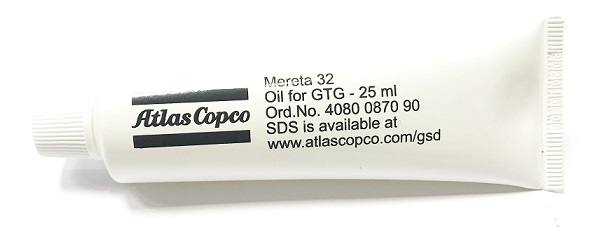 Atlas Copco
Mereta 32
Oil for GTG - 25 ml
Ord.No. 4080 0870 90
SDS is available at
www.atlascopco.com/gsd